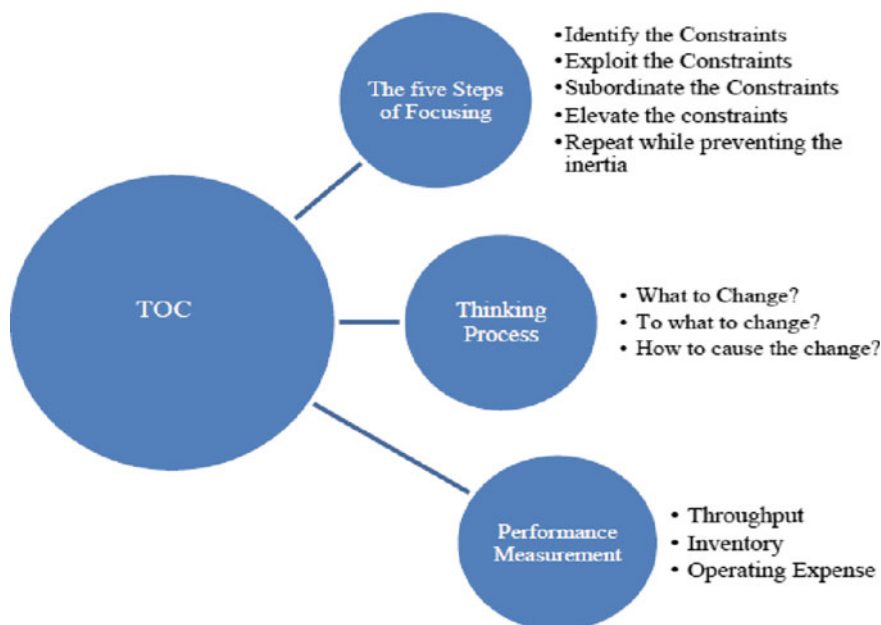 The five Steps
of Focusing
•Identify the Constraints
•Exploit the Constraints
•Subordinate the Constraints
•Elevate the constraints
•Repeat while preventing the
inertia
TOC
Thinking
Process
• What to Change?
• To what to change?
• How to cause the change?
Performance
Measurement
• Throughput
• Inventory
• Operating Expense